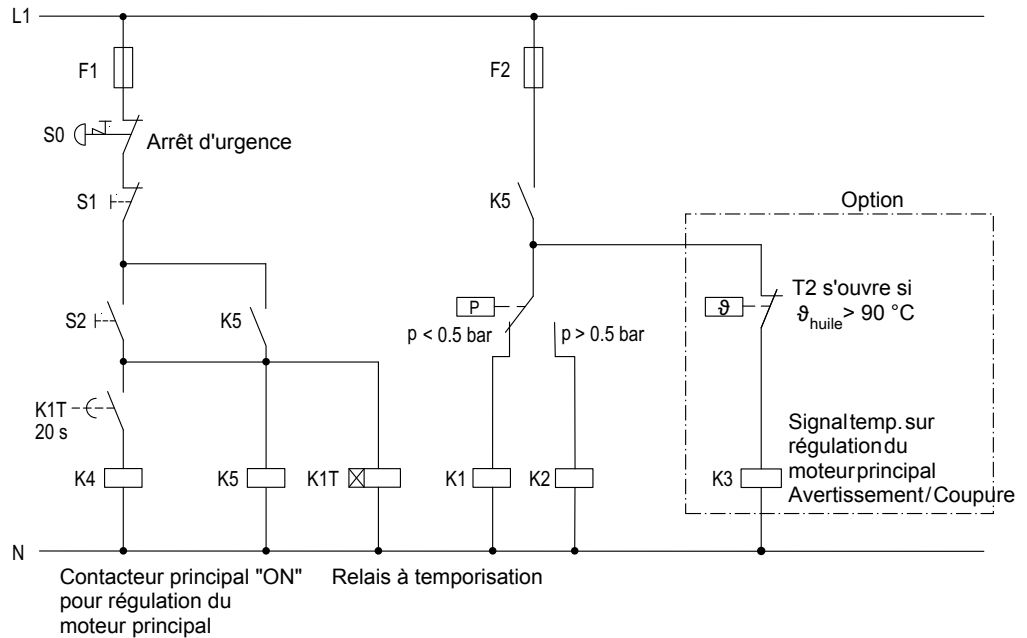 L1
F1
F2
S0
Arrêt d'urgence
S1
K5
Option
S2
K5
P
p < 0.5 bar
p > 0.5 bar
ϑ
T2 s'ouvre si
ϑhuile > 90 °C
K1T
20 s
Signal temp. sur
régulation du
moteur principal
Avertissement/Coupure
K4
K5
K1T
K1
K2
K3
N
Contacteur principal "ON"
pour régulation du
moteur principal
Relais à temporisation